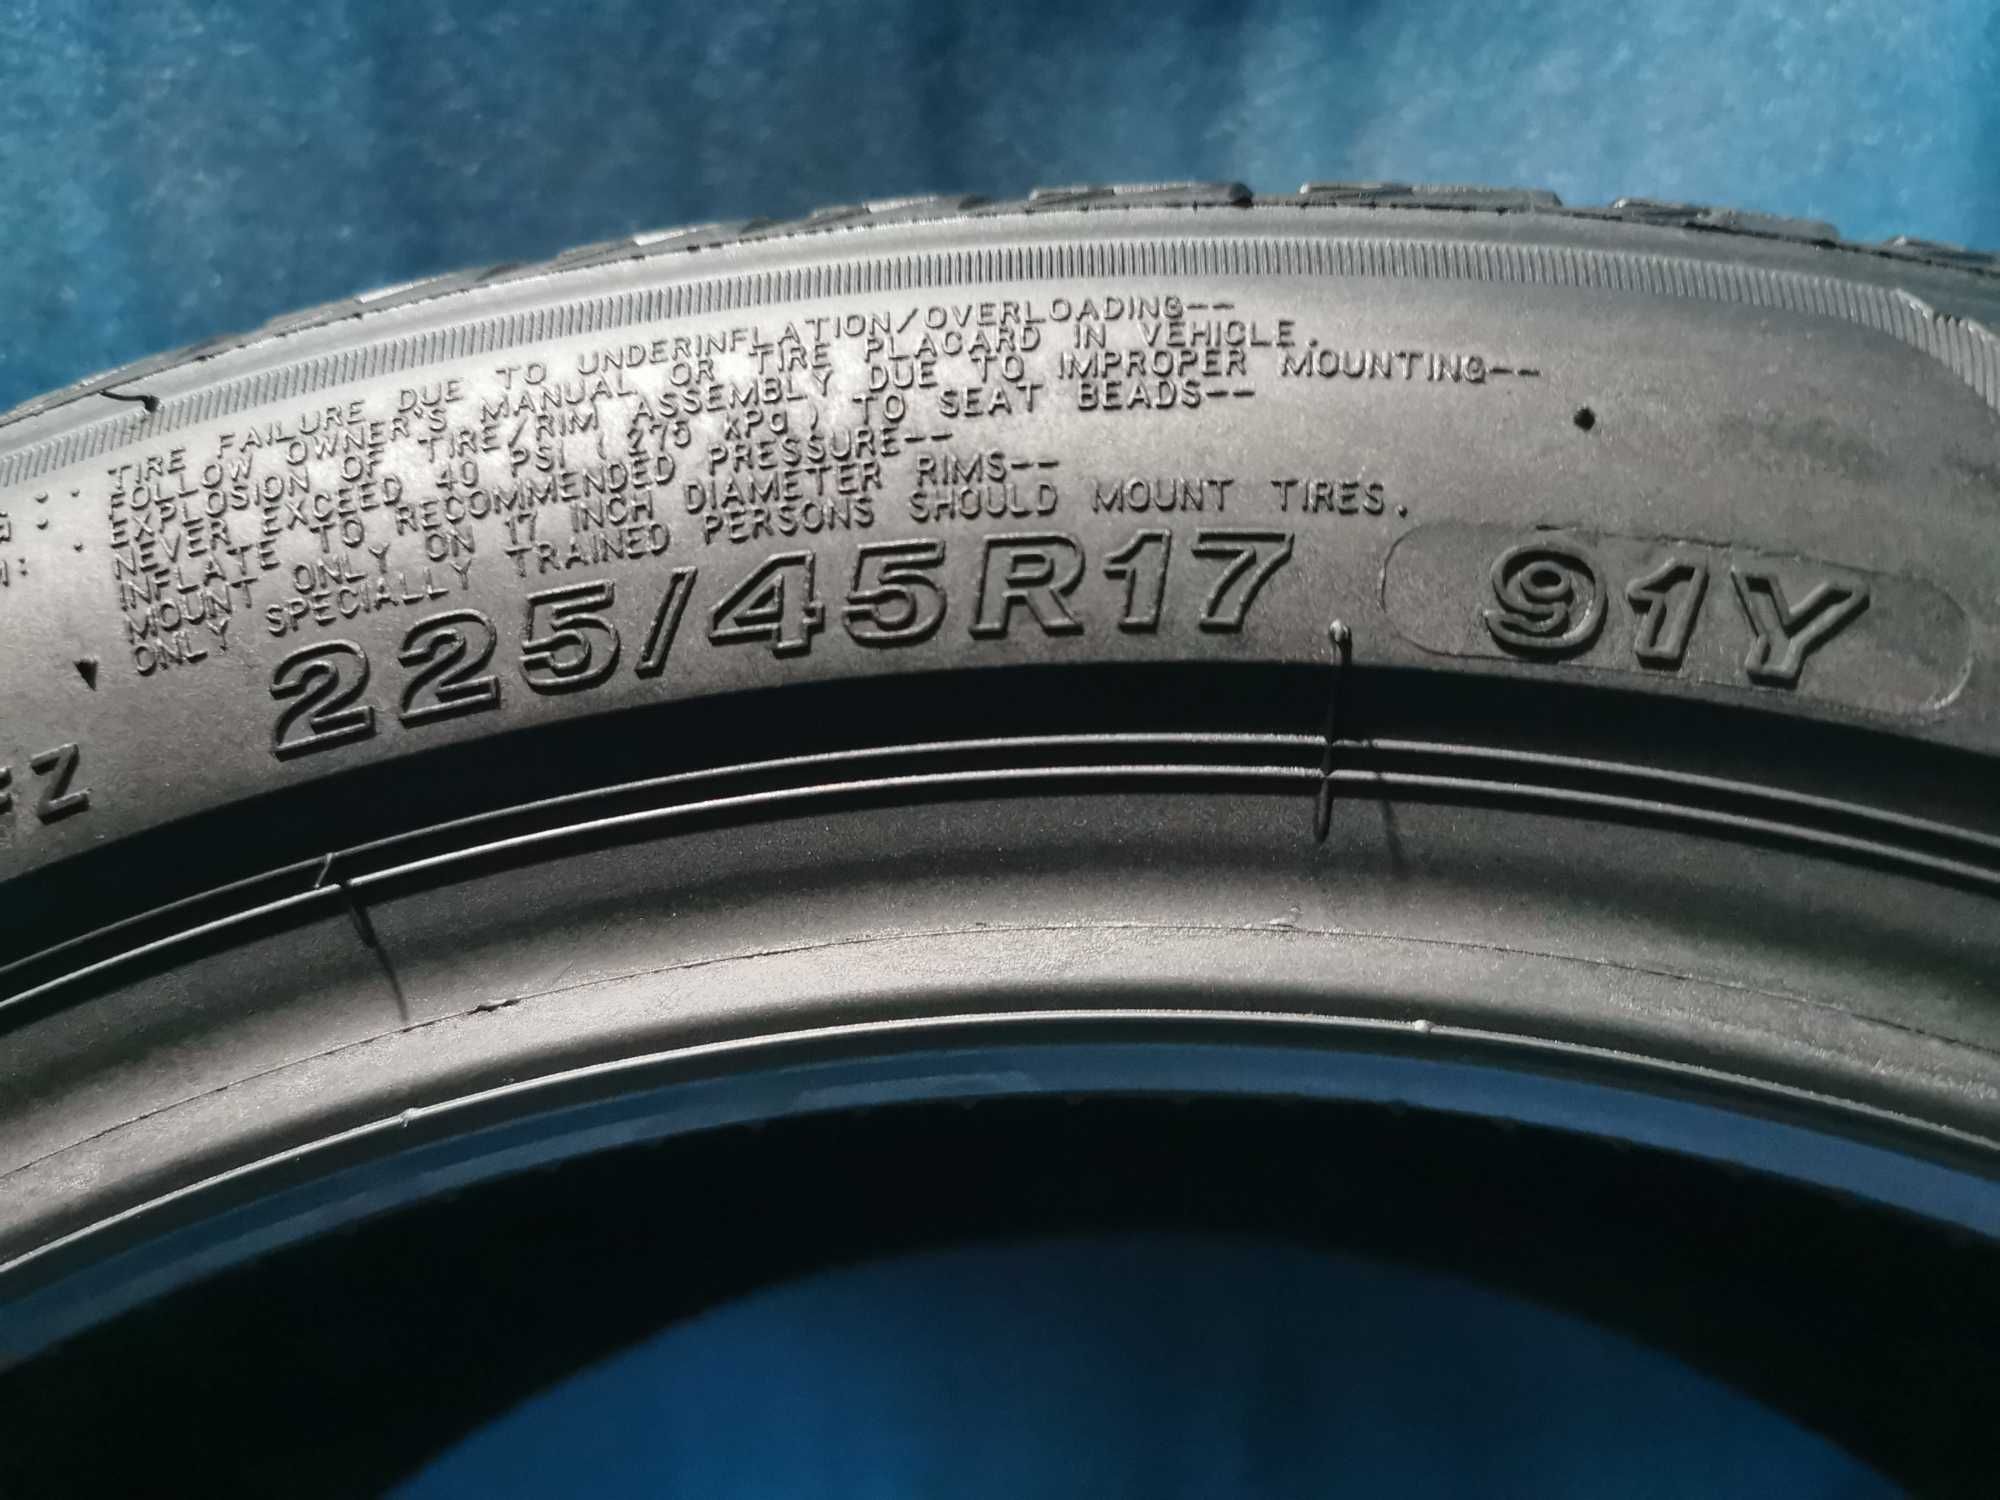 TIRE FAILURE DUE TO UNDERINFLATION/OVERLOADING--
FOLLOW OWNER'S MANUAL OR TIRE PLACARD IN VEHICLE.
EXPLOSION OF TIRE/RIM ASSEMBLY DUE TO IMPROPER MOUNTING--
NEVER EXCEED 40 PSI (275 kPa) TO SEAT BEADS--
INFLATE TO RECOMMENDED PRESSURE--
MOUNT ONLY ON 17 INCH DIAMETER RIMS--
ONLY SPECIALLY TRAINED PERSONS SHOULD MOUNT TIRES.
225/45R17 91Y